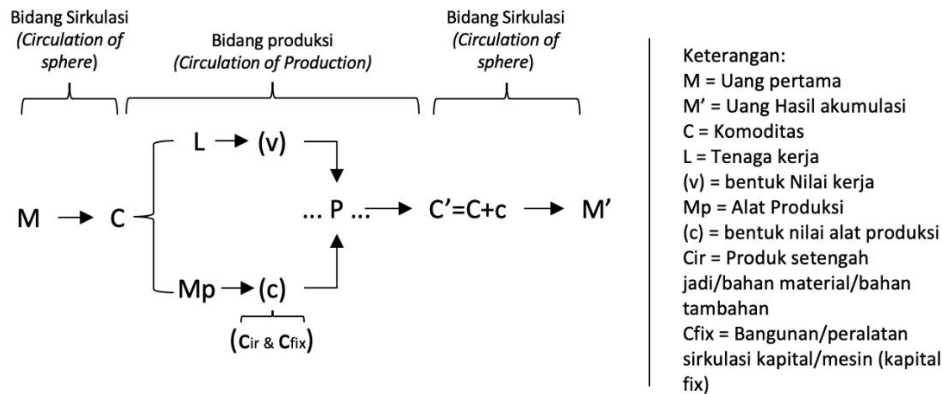 Bidang Sirkulasi
(Circulation of
sphere)
Bidang produksi
(Circulation of Production)
Bidang Sirkulasi
(Circulation of
sphere)
L → (v)
M → C
... P ... → C’=C+c → M’
Mp → (c)
(Cir & Cfix)
Keterangan:
M = Uang pertama
M’ = Uang Hasil akumulasi
C = Komoditas
L = Tenaga kerja
(v) = bentuk Nilai kerja
Mp = Alat Produksi
(c) = bentuk nilai alat produksi
Cir = Produk setengah
jadi/bahan material/bahan
tambahan
Cfix = Bangunan/peralatan
sirkulasi kapital/mesin (kapital
fix)